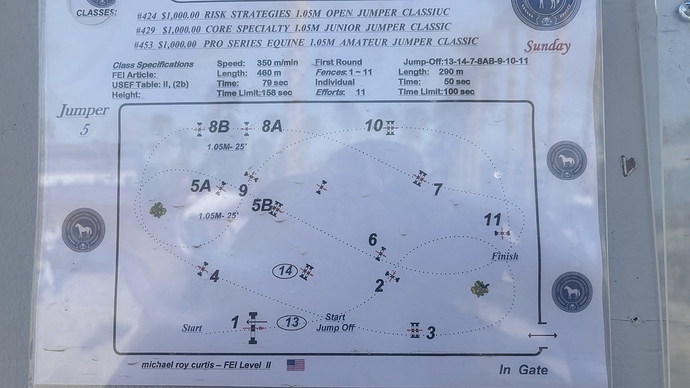 CLASSES:
#424 $1,000.00 RISK STRATEGIES 1.05M OPEN JUMPER CLASSIUC
#429 $1,000.00 CORE SPECIALTY 1.05M JUNIOR JUMPER CLASSIC
#453 $1,000.00 PRO SERIES EQUINE 1.05M AMATEUR JUMPER CLASSIC
Sunday
Class Specifications
FEI Article:
USEF Table: II, (2b)
Height:
Speed: 350 m/min
Length: 460 m
Time: 79 sec
Time Limit:158 sec
First Round
Fences: 1 ~ 11
Individual
Efforts: 11
Jump-Off:13-14-7-8AB-9-10-11
Length: 290 m
Time: 50 sec
Time Limit:100 sec
Jumper
5
8B 8A
1.05M- 25'
10
5A 9
7
5B
1.05M- 25'
11
6
Finish
4
14
2
Start
1
13
Start
Jump Off
3
michael roy curtis – FEI Level II
In Gate